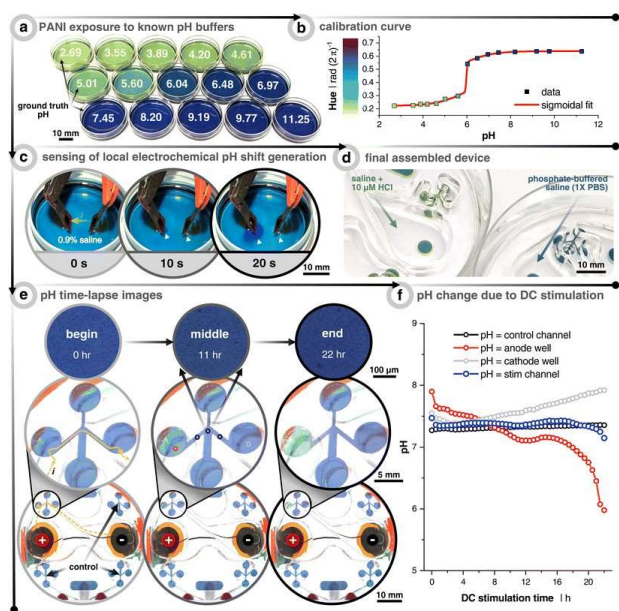 a PANI exposure to known pH buffers
2.69 3.55 3.89 4.20 4.61
5.01 5.60 6.04 6.48 6.97
7.45 8.20 9.19 9.77 11.25
ground truth
pH
10 mm
b calibration curve
Hue | rad (2 π)⁻¹
0.7
0.6
0.5
0.4
0.3
0.2
data
sigmoidal fit
2 4 6 8 10 12
pH
c sensing of local electrochemical pH shift generation
i
0.9% saline
0 s 10 s 20 s
10 mm
d final assembled device
saline +
10 µM HCl
phosphate-buffered
saline (1X PBS)
10 mm
e pH time-lapse images
begin
0 hr
middle
11 hr
end
22 hr
100 µm
i
5 mm
+ - + - + -
control
10 mm
f pH change due to DC stimulation
pH = control channel
pH = anode well
pH = cathode well
pH = stim channel
pH
10
9
8
7
6
5
0 4 8 12 16 20
DC stimulation time | h